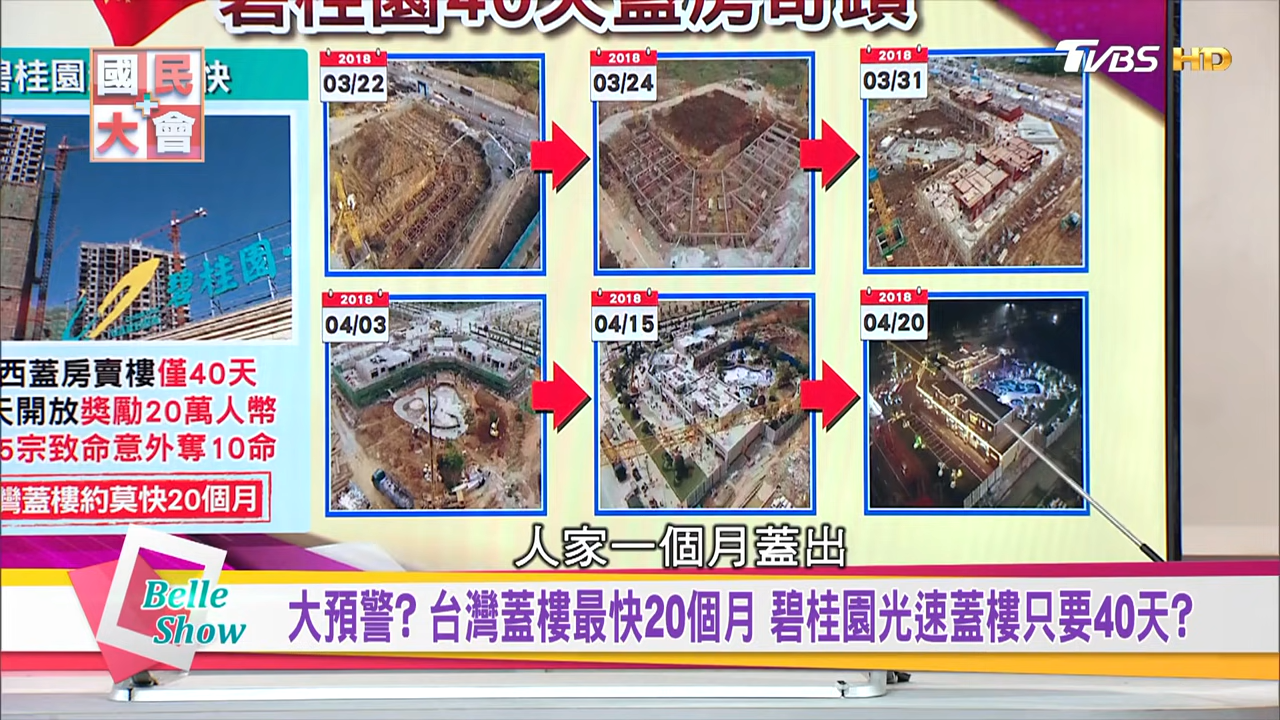 碧桂園40天蓋房奇蹟
TVBS HD
國民大會
碧桂園
快
碧桂園
2018
03/22
2018
03/24
2018
03/31
2018
04/03
2018
04/15
2018
04/20
西蓋房賣樓僅40天
天開放獎勵20萬人幣
5宗致命意外奪10命
灣蓋樓約莫快20個月
人家一個月蓋出
Belle
Show
大預警? 台灣蓋樓最快20個月 碧桂園光速蓋樓只要40天?